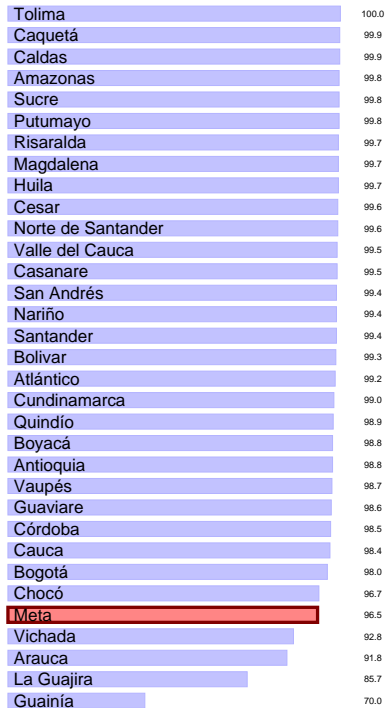 Tolima 100.0
Caquetá 99.9
Caldas 99.9
Amazonas 99.8
Sucre 99.8
Putumayo 99.8
Risaralda 99.7
Magdalena 99.7
Huila 99.7
Cesar 99.6
Norte de Santander 99.6
Valle del Cauca 99.5
Casanare 99.5
San Andrés 99.4
Nariño 99.4
Santander 99.4
Bolivar 99.3
Atlántico 99.2
Cundinamarca 99.0
Quindío 98.9
Boyacá 98.8
Antioquia 98.8
Vaupés 98.7
Guaviare 98.6
Córdoba 98.5
Cauca 98.4
Bogotá 98.0
Chocó 96.7
Meta 96.5
Vichada 92.8
Arauca 91.8
La Guajira 85.7
Guainía 70.0